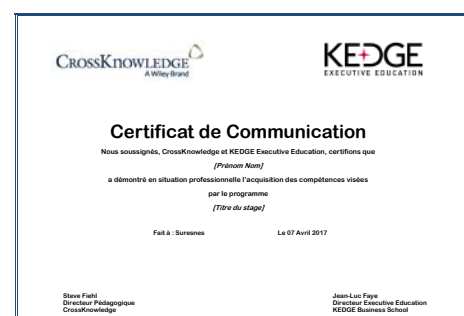 CROSSKNOWLEDGE
A Wiley Brand
KEDGE
EXECUTIVE EDUCATION
Certificat de Communication
Nous soussignés, CrossKnowledge et KEDGE Executive Education, certifions que
[Prénom Nom]
a démontré en situation professionnelle l'acquisition des compétences visées
par le programme
[Titre du stage]
Fait à : Suresnes Le 07 Avril 2017
Steve Fiehl
Directeur Pédagogique
CrossKnowledge
Jean-Luc Faye
Directeur Executive Education
KEDGE Business School